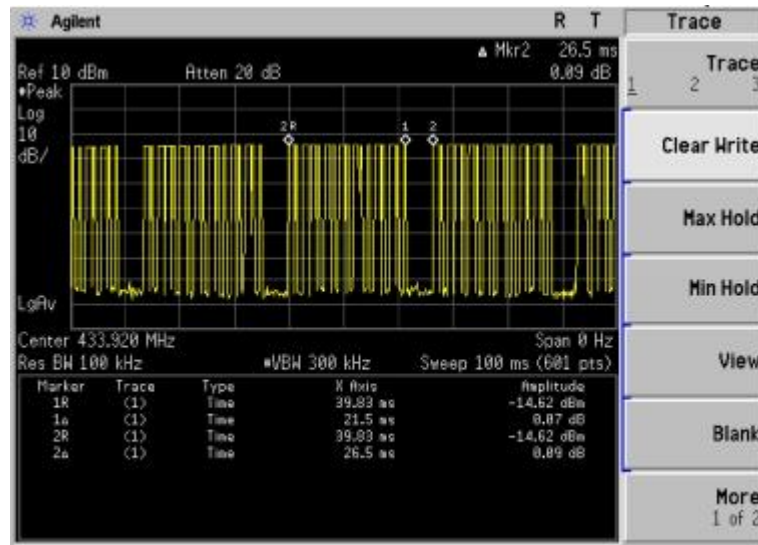 Agilent R T Trace
▲ Mkr2 26.5 ms
Ref 10 dBm Atten 20 dB 0.09 dB
Trace
1 2 3
#Peak
Log
10
dB/
2R 1 2
Clear Write
Max Hold
Min Hold
LgAv
Center 433.920 MHz Span 0 Hz
Res BW 100 kHz #VBW 300 kHz Sweep 100 ms (601 pts)
View
Marker Trace Type X Axis Amplitude
1R (1) Time 39.83 ms -14.62 dBm
1▲ (1) Time 21.5 ms 0.07 dB
2R (1) Time 39.83 ms -14.62 dBm
2▲ (1) Time 26.5 ms 0.09 dB
Blank
More
1 of 2